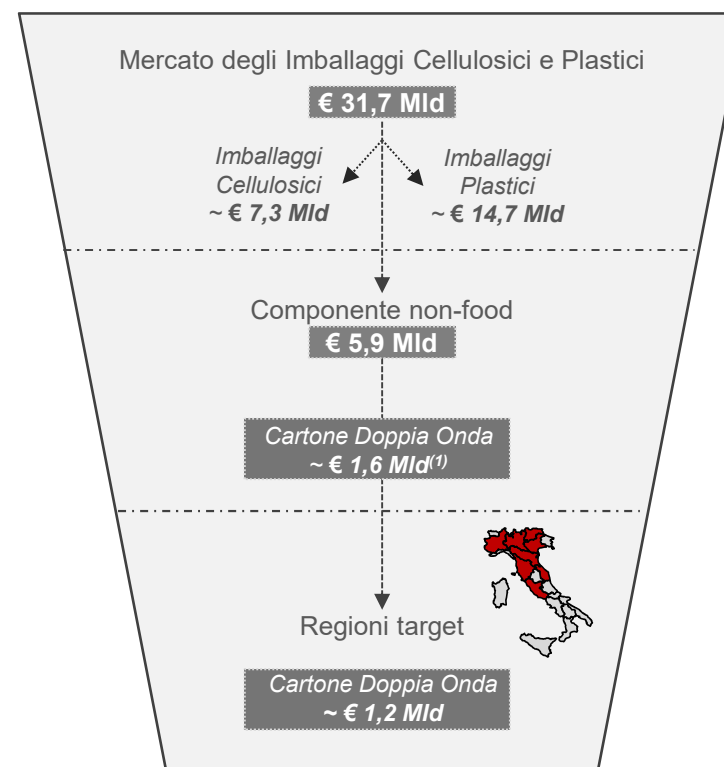 Mercato degli Imballaggi Cellulosici e Plastici
€ 31,7 Mld
Imballaggi
Cellulosici
~ € 7,3 Mld
Imballaggi
Plastici
~ € 14,7 Mld
Componente non-food
€ 5,9 Mld
Cartone Doppia Onda
~ € 1,6 Mld(1)
Regioni target
Cartone Doppia Onda
~ € 1,2 Mld